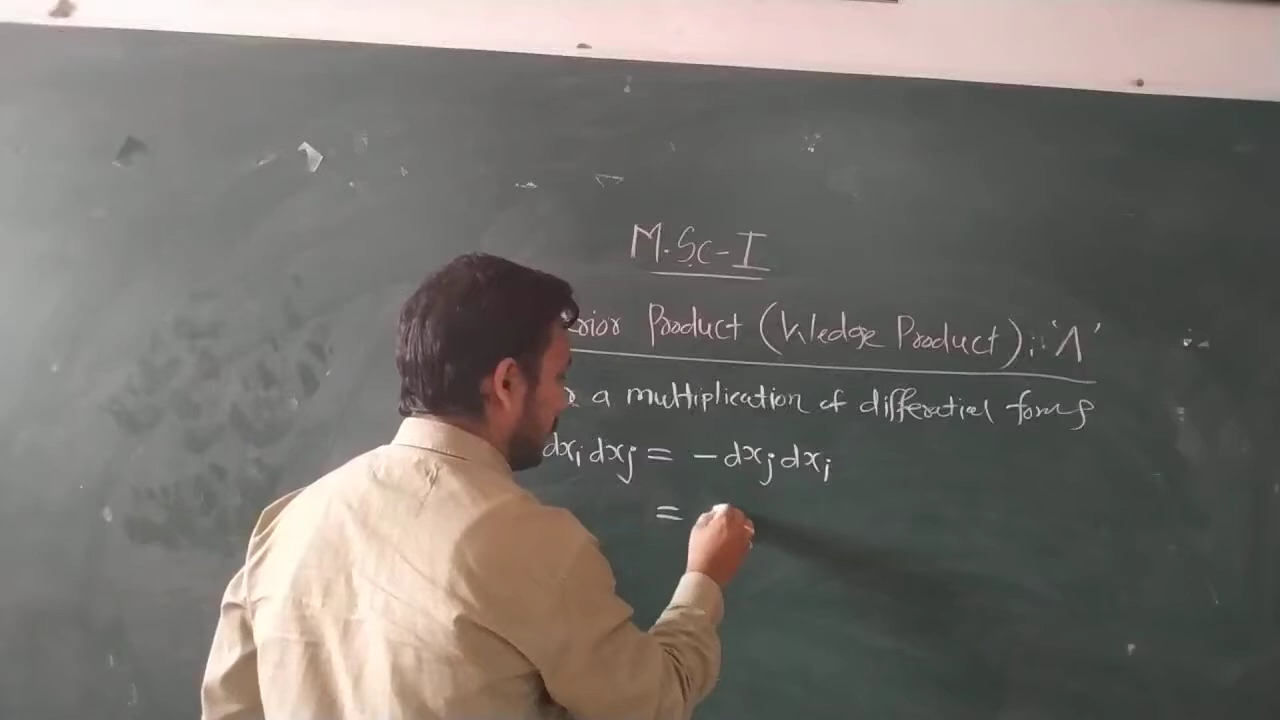 M.Sc-I
rior Product (Wedge Product) : 'Λ'
a multiplication of differential forms
dxi dxj = - dxj dxi
=